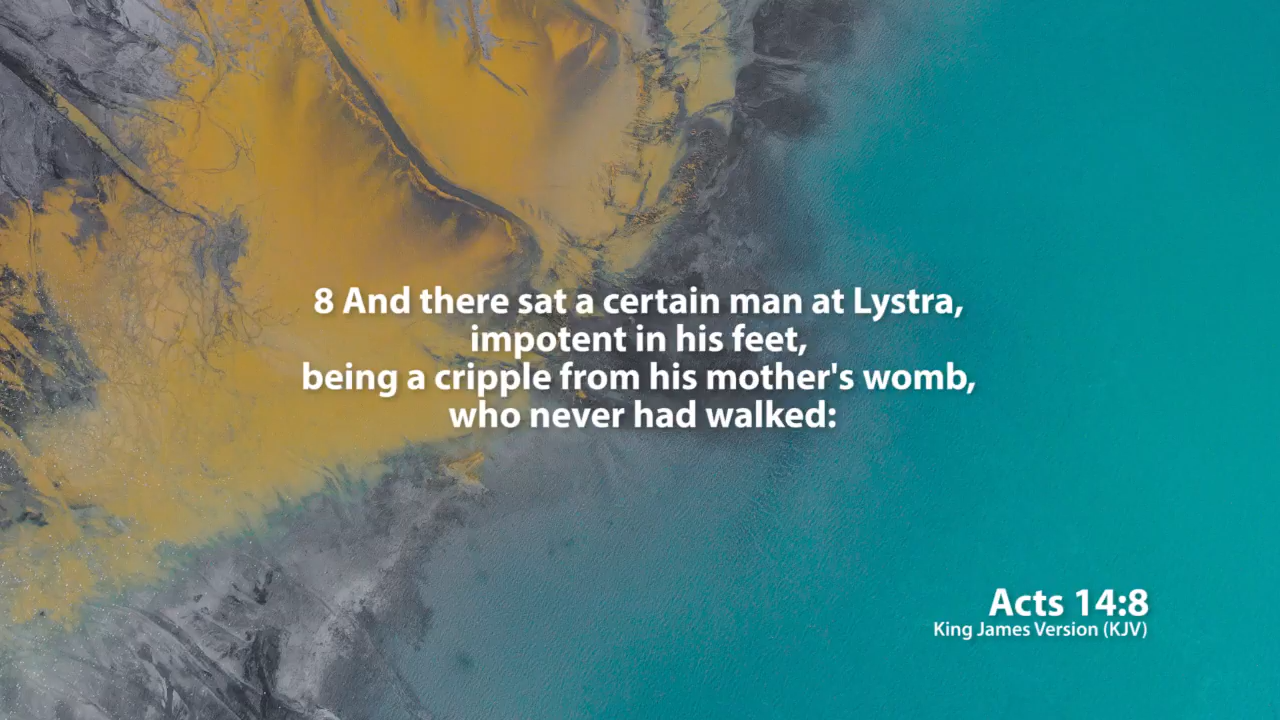 8 And there sat a certain man at Lystra,
impotent in his feet,
being a cripple from his mother's womb,
who never had walked:
Acts 14:8
King James Version (KJV)